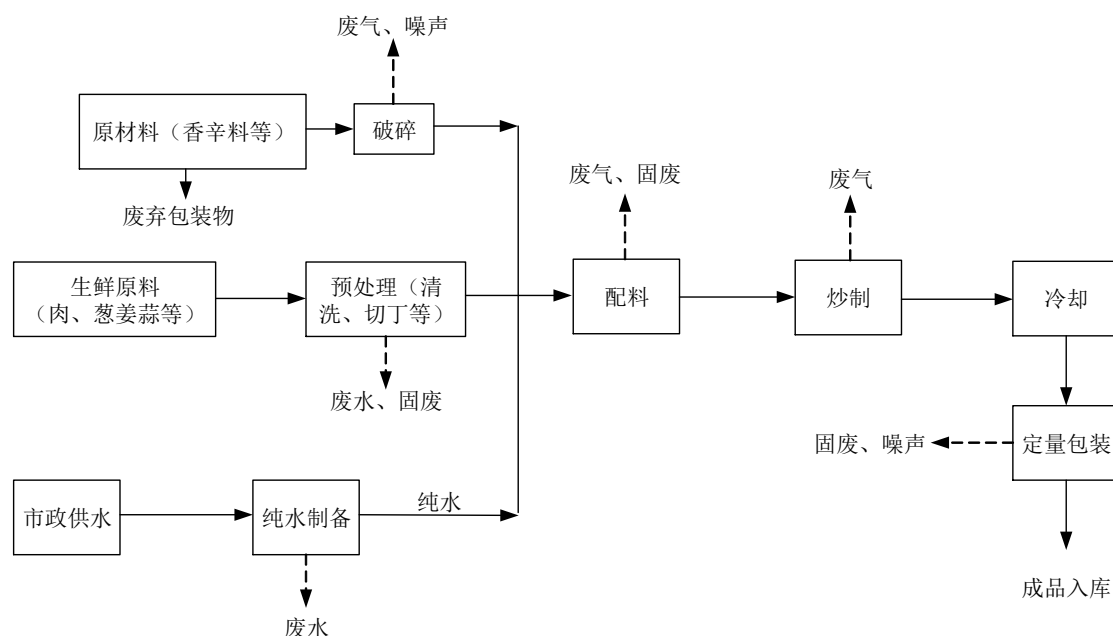 废气、噪声
原材料（香辛料等）
破碎
废弃包装物
废气、固废
废气
生鲜原料
（肉、葱姜蒜等）
预处理（清
洗、切丁等）
配料
炒制
冷却
废水、固废
固废、噪声
定量包装
市政供水
纯水制备
纯水
成品入库
废水